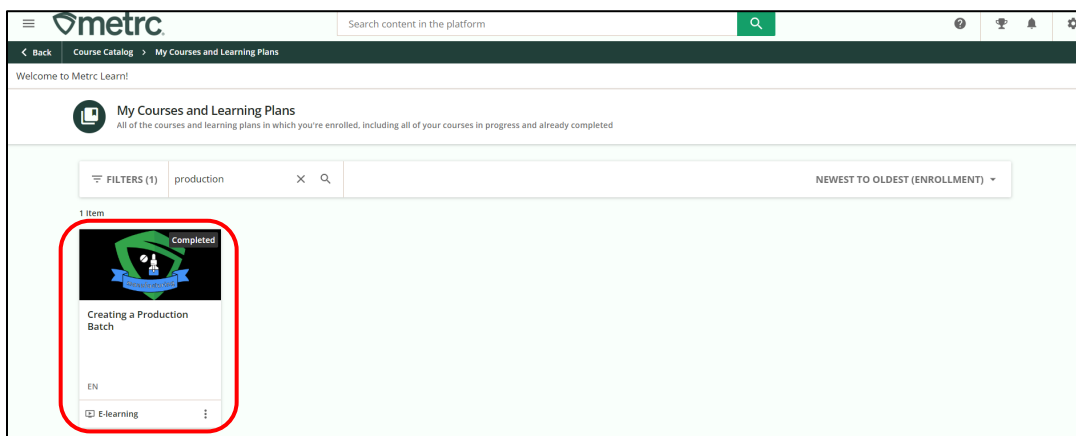 metrc.
Search content in the platform
Back
Course Catalog > My Courses and Learning Plans
Welcome to Metrc Learn!
My Courses and Learning Plans
All of the courses and learning plans in which you're enrolled, including all of your courses in progress and already completed
FILTERS (1) production NEWEST TO OLDEST (ENROLLMENT)
1 Item
Completed
Creating a Production
Batch
EN
E-learning